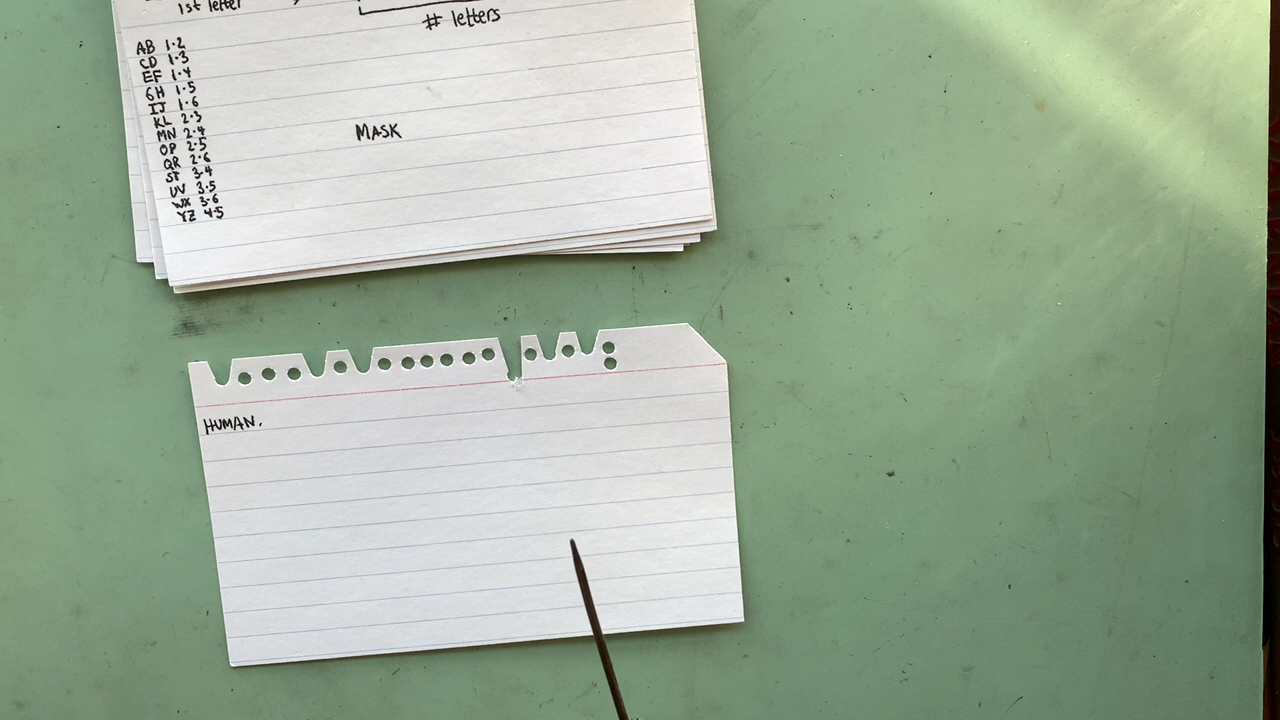 1st letter
# letters
AB 1·2
CD 1·3
EF 1·4
GH 1·5
IJ 1·6
KL 2·3
MN 2·4
OP 2·5
QR 2·6
ST 3·4
UV 3·5
WX 3·6
YZ 4·5
MASK
HUMAN.